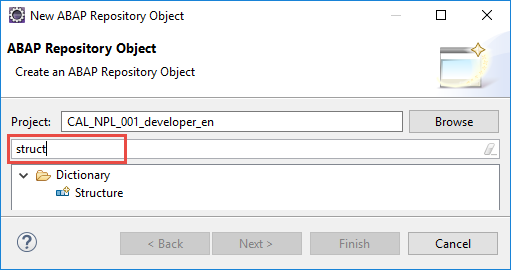 New ABAP Repository Object
ABAP Repository Object
Create an ABAP Repository Object
Project: CAL_NPL_001_developer_en Browse
struct
Dictionary
Structure
? < Back Next > Finish Cancel